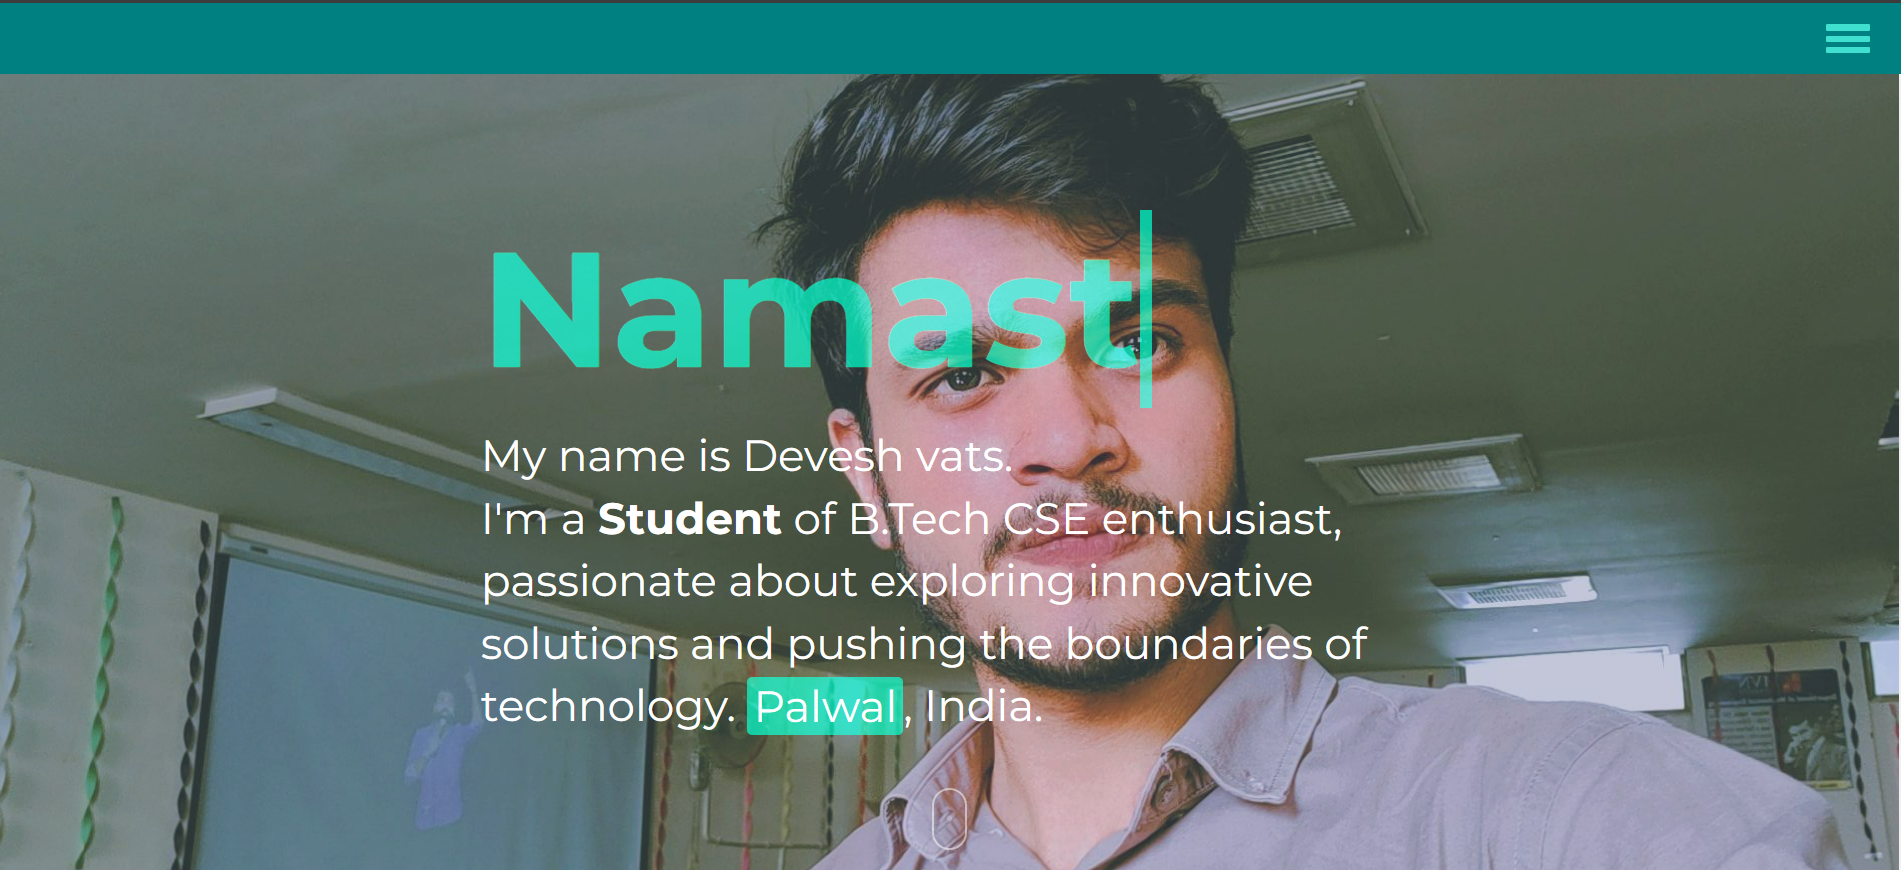 Namast
My name is Devesh vats.
I'm a Student of B.Tech CSE enthusiast,
passionate about exploring innovative
solutions and pushing the boundaries of
technology. Palwal, India.